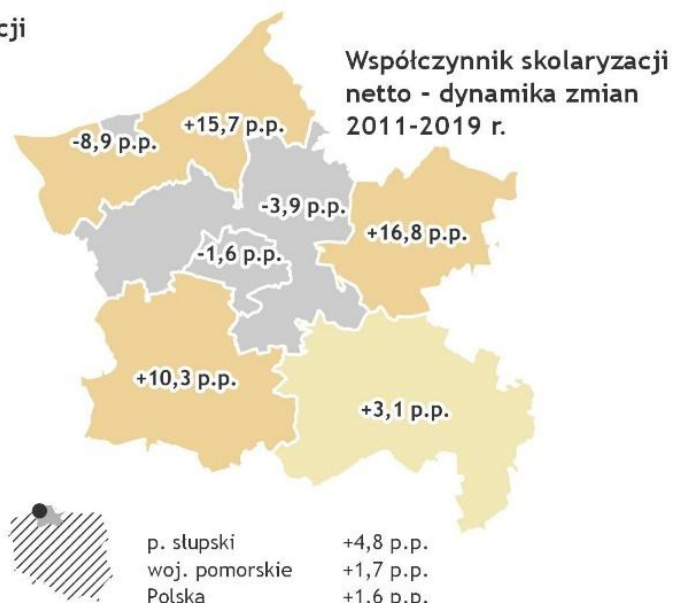 cji
Współczynnik skolaryzacji
netto - dynamika zmian
2011-2019 r.
-8,9 p.p.
+15,7 p.p.
-3,9 p.p.
+16,8 p.p.
-1,6 p.p.
+10,3 p.p.
+3,1 p.p.
p. słupski +4,8 p.p.
woj. pomorskie +1,7 p.p.
Polska +1,6 p.p.